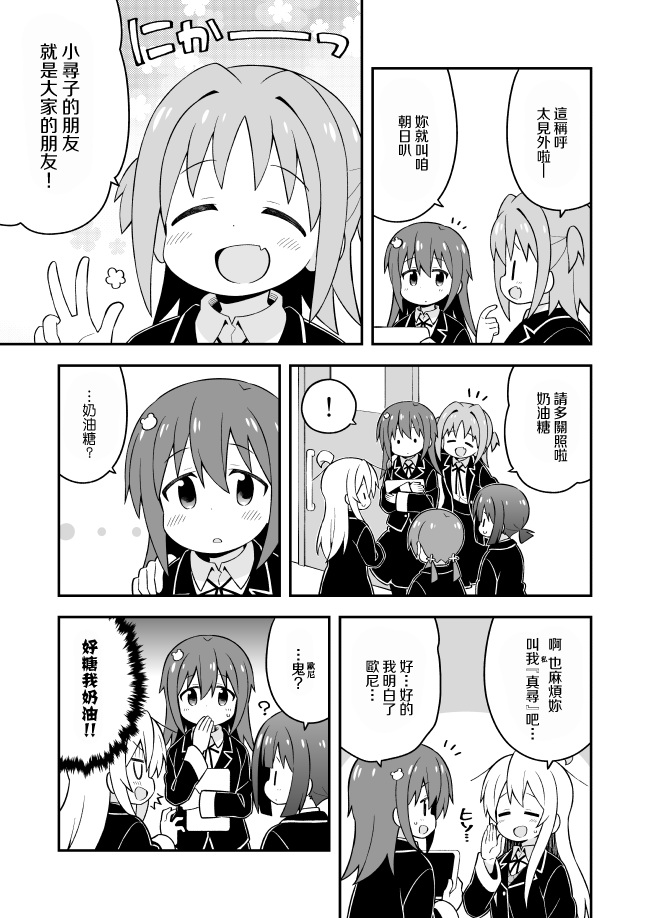 這稱呼
太見外啦—
妳就叫咱
朝日叭
にかーーっ
小尋子的朋友
就是大家的朋友！
請多關照啦
奶油糖
！
…奶油糖？
啊 也麻煩妳
叫我『真尋』吧…
私
好…好的
我明白了
歐尼…
ヒソ…
…鬼？
歐尼
？
好糖我奶油!!